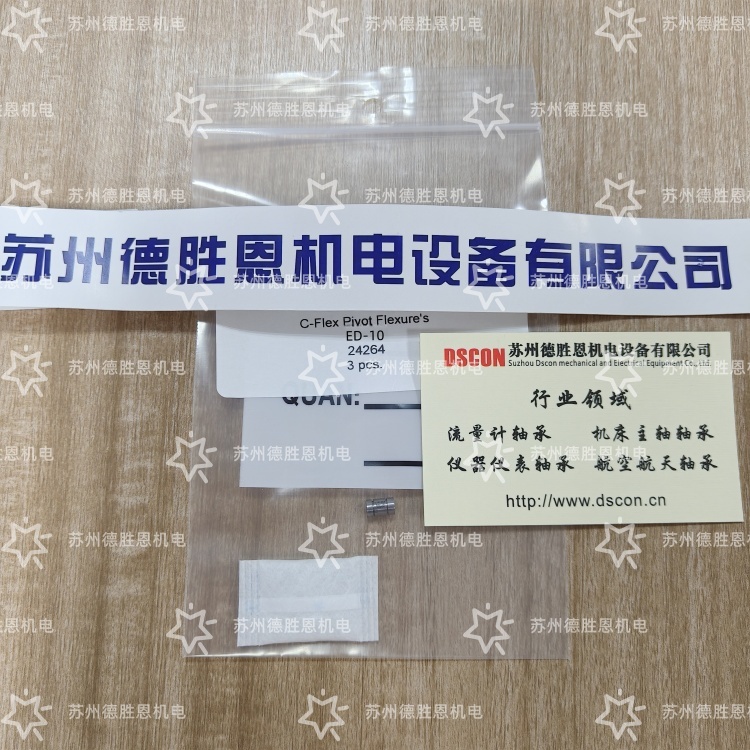 苏州德胜恩机电设备有限公司
C-Flex Pivot Flexure's
ED-10
24264
3 pcs.
QUAN:
DSCON 苏州德胜恩机电设备有限公司
Suzhou Dscon mechanical and Electrical Equipment Co., Ltd.
行业领域
流量计轴承 机床主轴轴承
仪器仪表轴承 航空航天轴承
http://www.dscon.cn
苏州德胜恩机电